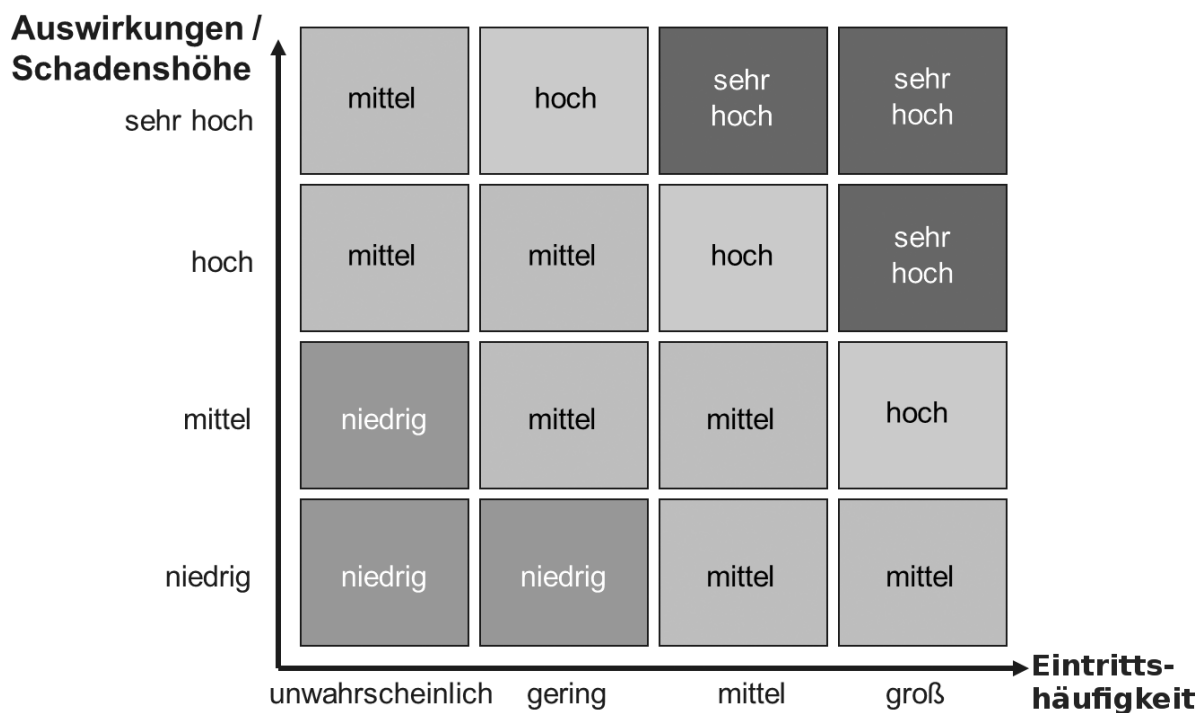 Auswirkungen /
Schadenshöhe
sehr hoch
mittel
hoch
sehr
hoch
sehr
hoch
hoch
mittel
mittel
hoch
sehr
hoch
mittel
niedrig
mittel
mittel
hoch
niedrig
niedrig
niedrig
mittel
mittel
unwahrscheinlich
gering
mittel
groß
Eintritts-
häufigkeit